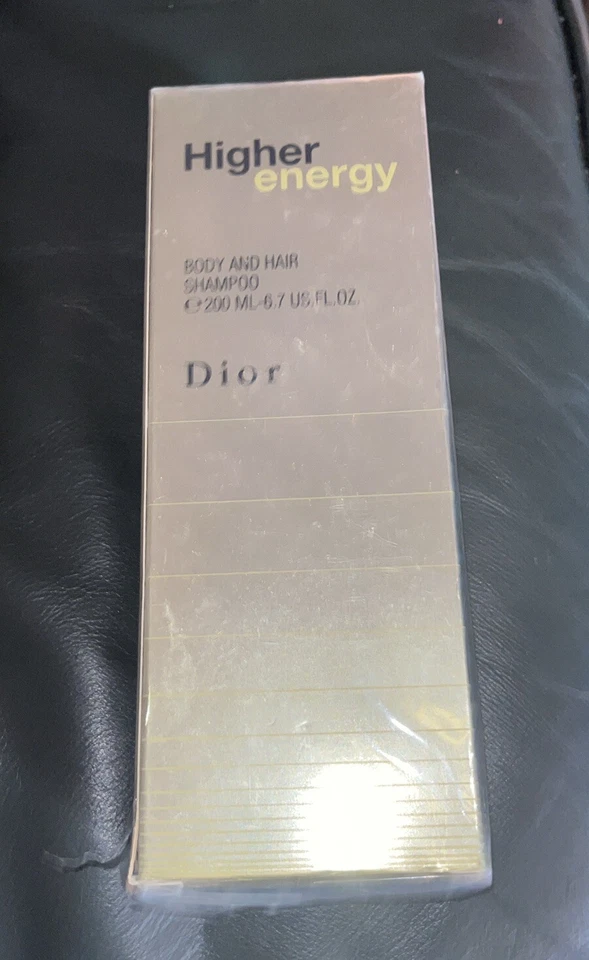 Higher
energy
BODY AND HAIR
SHAMPOO
℮ 200 ML-6.7 US.FL.OZ.
Dior